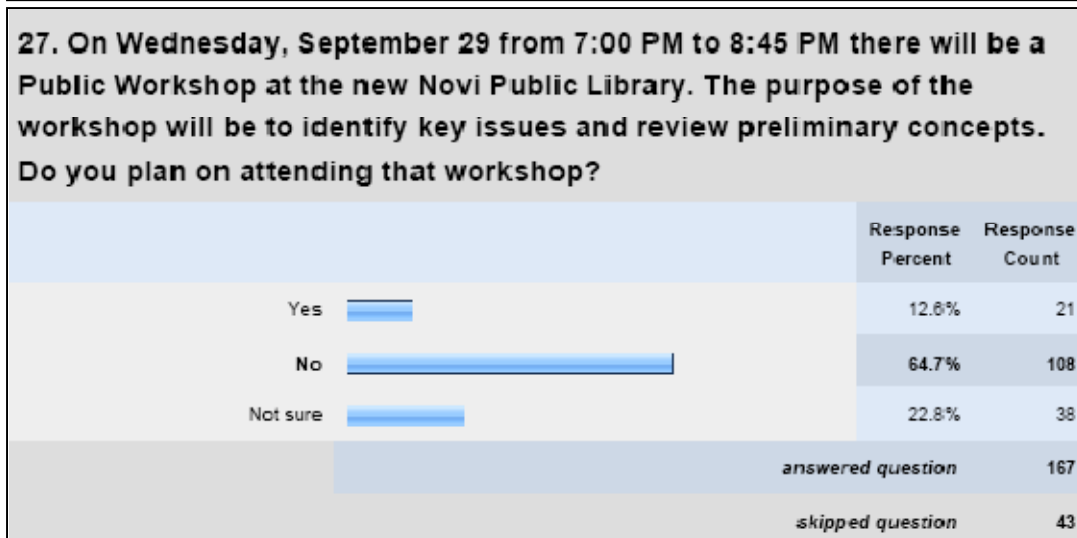 27. On Wednesday, September 29 from 7:00 PM to 8:45 PM there will be a
Public Workshop at the new Novi Public Library. The purpose of the
workshop will be to identify key issues and review preliminary concepts.
Do you plan on attending that workshop?
Response Percent Response Count
Yes 12.6% 21
No 64.7% 108
Not sure 22.8% 38
answered question 167
skipped question 43